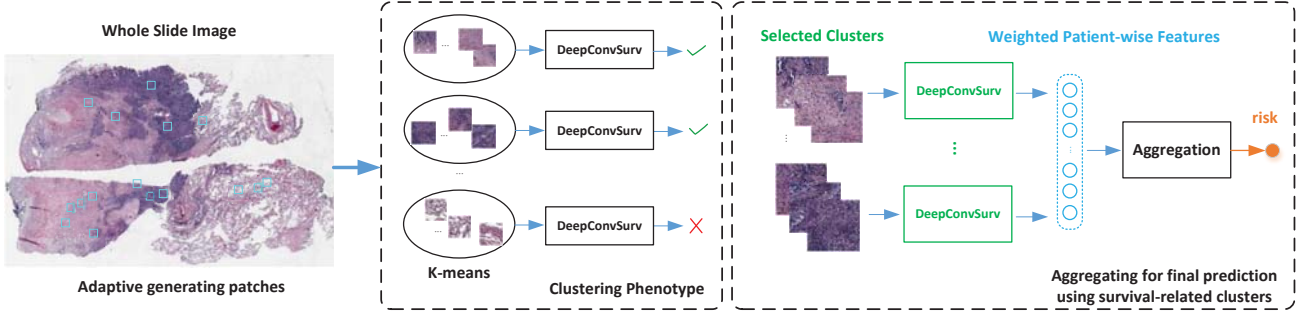 Whole Slide Image
Adaptive generating patches
...
DeepConvSurv
...
DeepConvSurv
...
...
DeepConvSurv
K-means
Clustering Phenotype
Selected Clusters
Weighted Patient-wise Features
DeepConvSurv
...
...
...
DeepConvSurv
Aggregation
risk
Aggregating for final prediction
using survival-related clusters